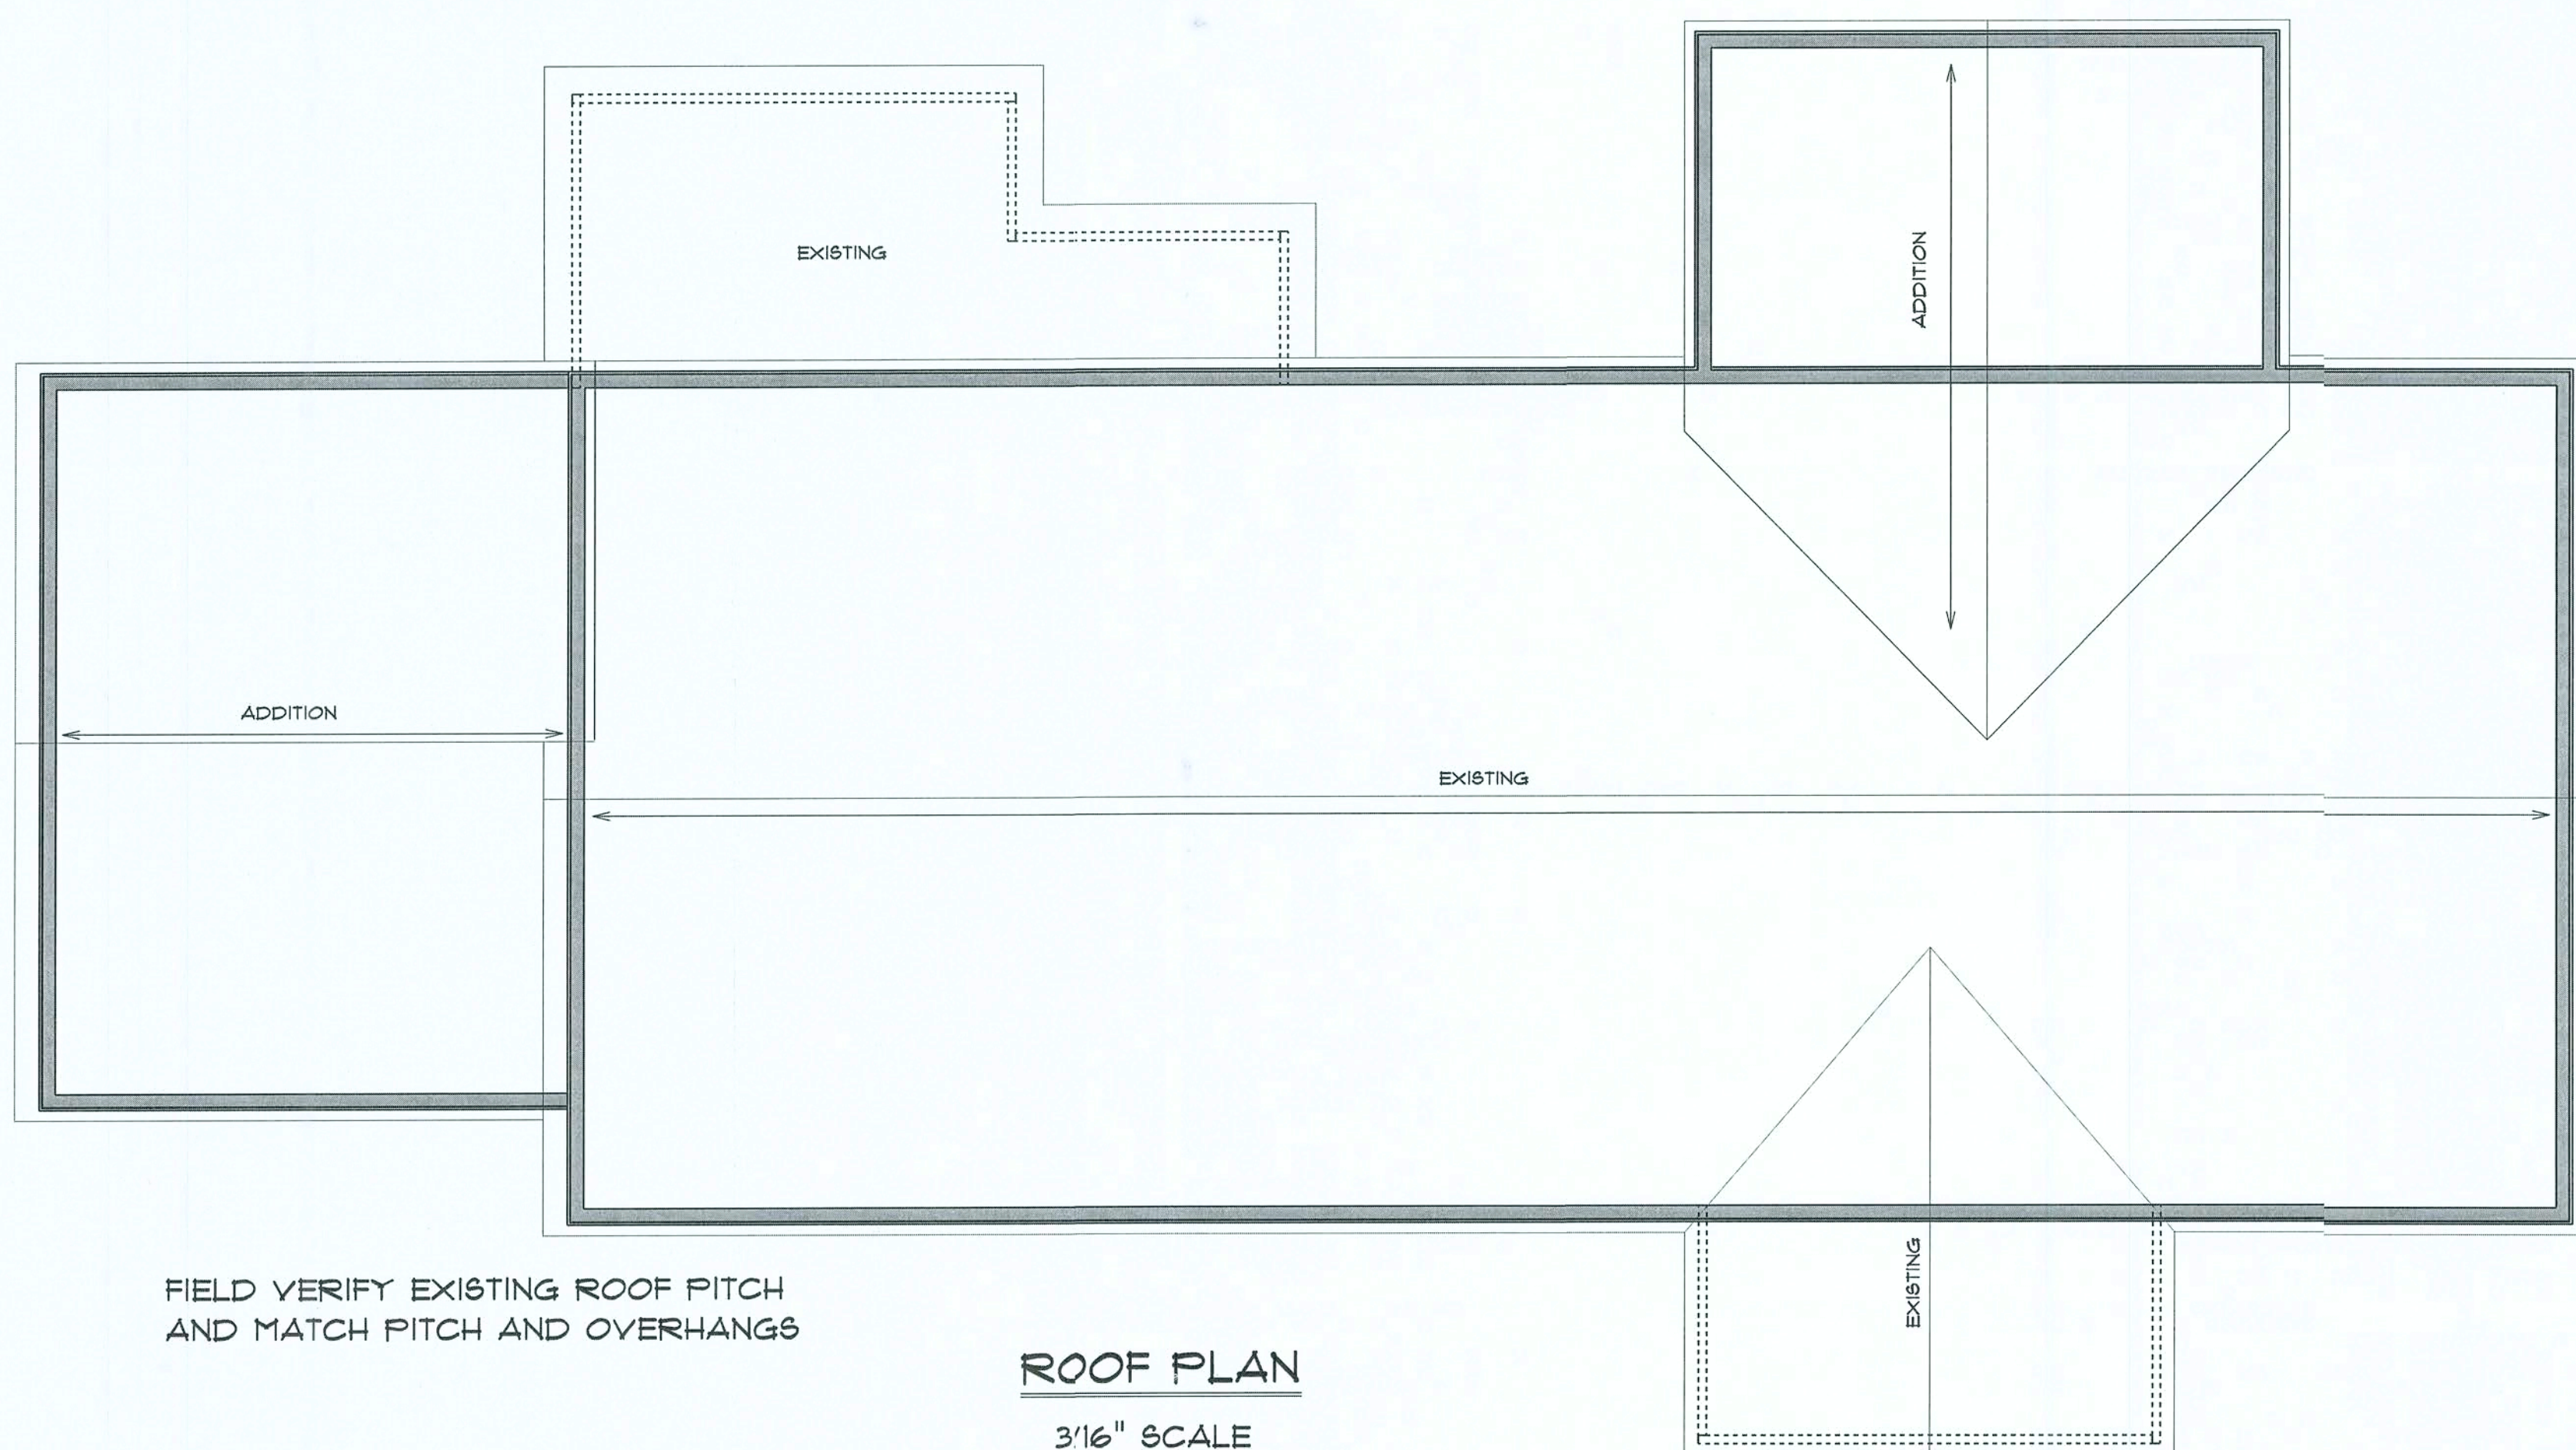 EXISTING
ADDITION
ADDITION
EXISTING
EXISTING
FIELD VERIFY EXISTING ROOF PITCH
AND MATCH PITCH AND OVERHANGS
ROOF PLAN
3'16" SCALE